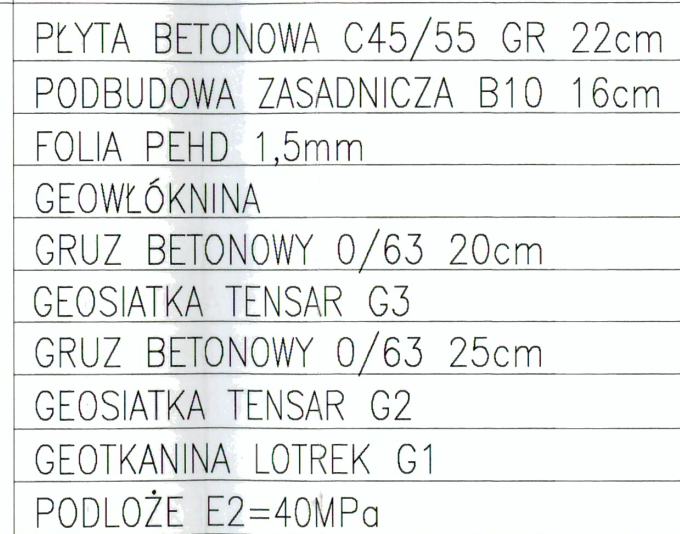 PŁYTA BETONOWA C45/55 GR 22cm
PODBUDOWA ZASADNICZA B10 16cm
FOLIA PEHD 1,5mm
GEOWŁÓKNINA
GRUZ BETONOWY 0/63 20cm
GEOSIATKA TENSAR G3
GRUZ BETONOWY 0/63 25cm
GEOSIATKA TENSAR G2
GEOTKANINA LOTREK G1
PODLOŻE E2=40MPa